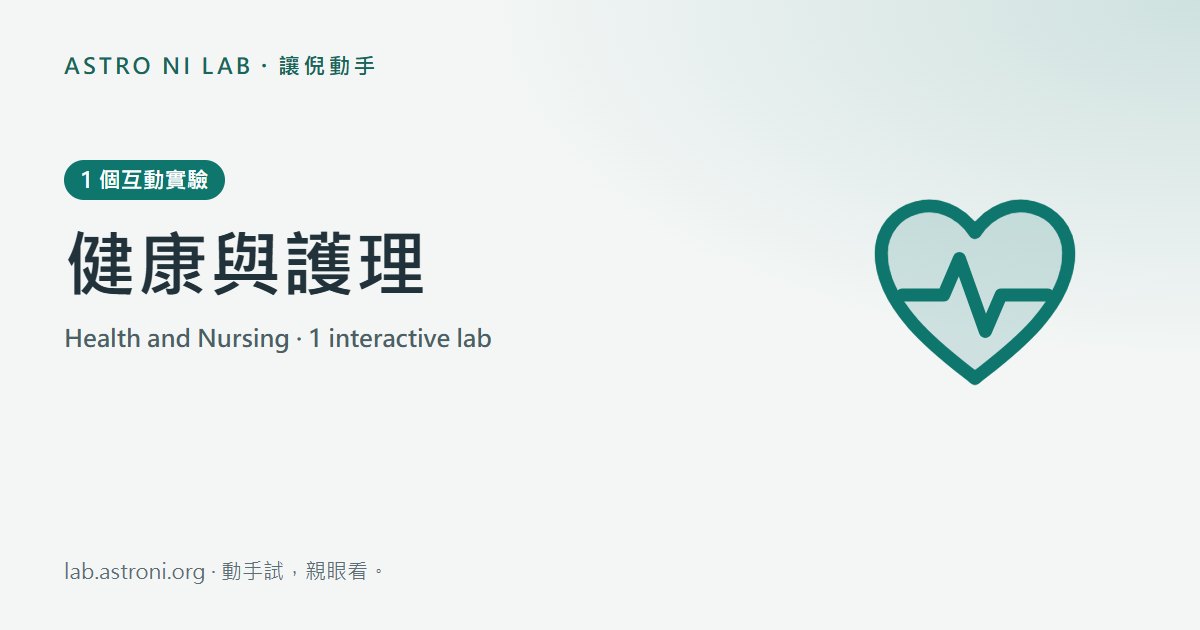 ASTRO NI LAB · 讓倪動手
1 個互動實驗
健康與護理
Health and Nursing · 1 interactive lab
lab.astroni.org · 動手試，親眼看。